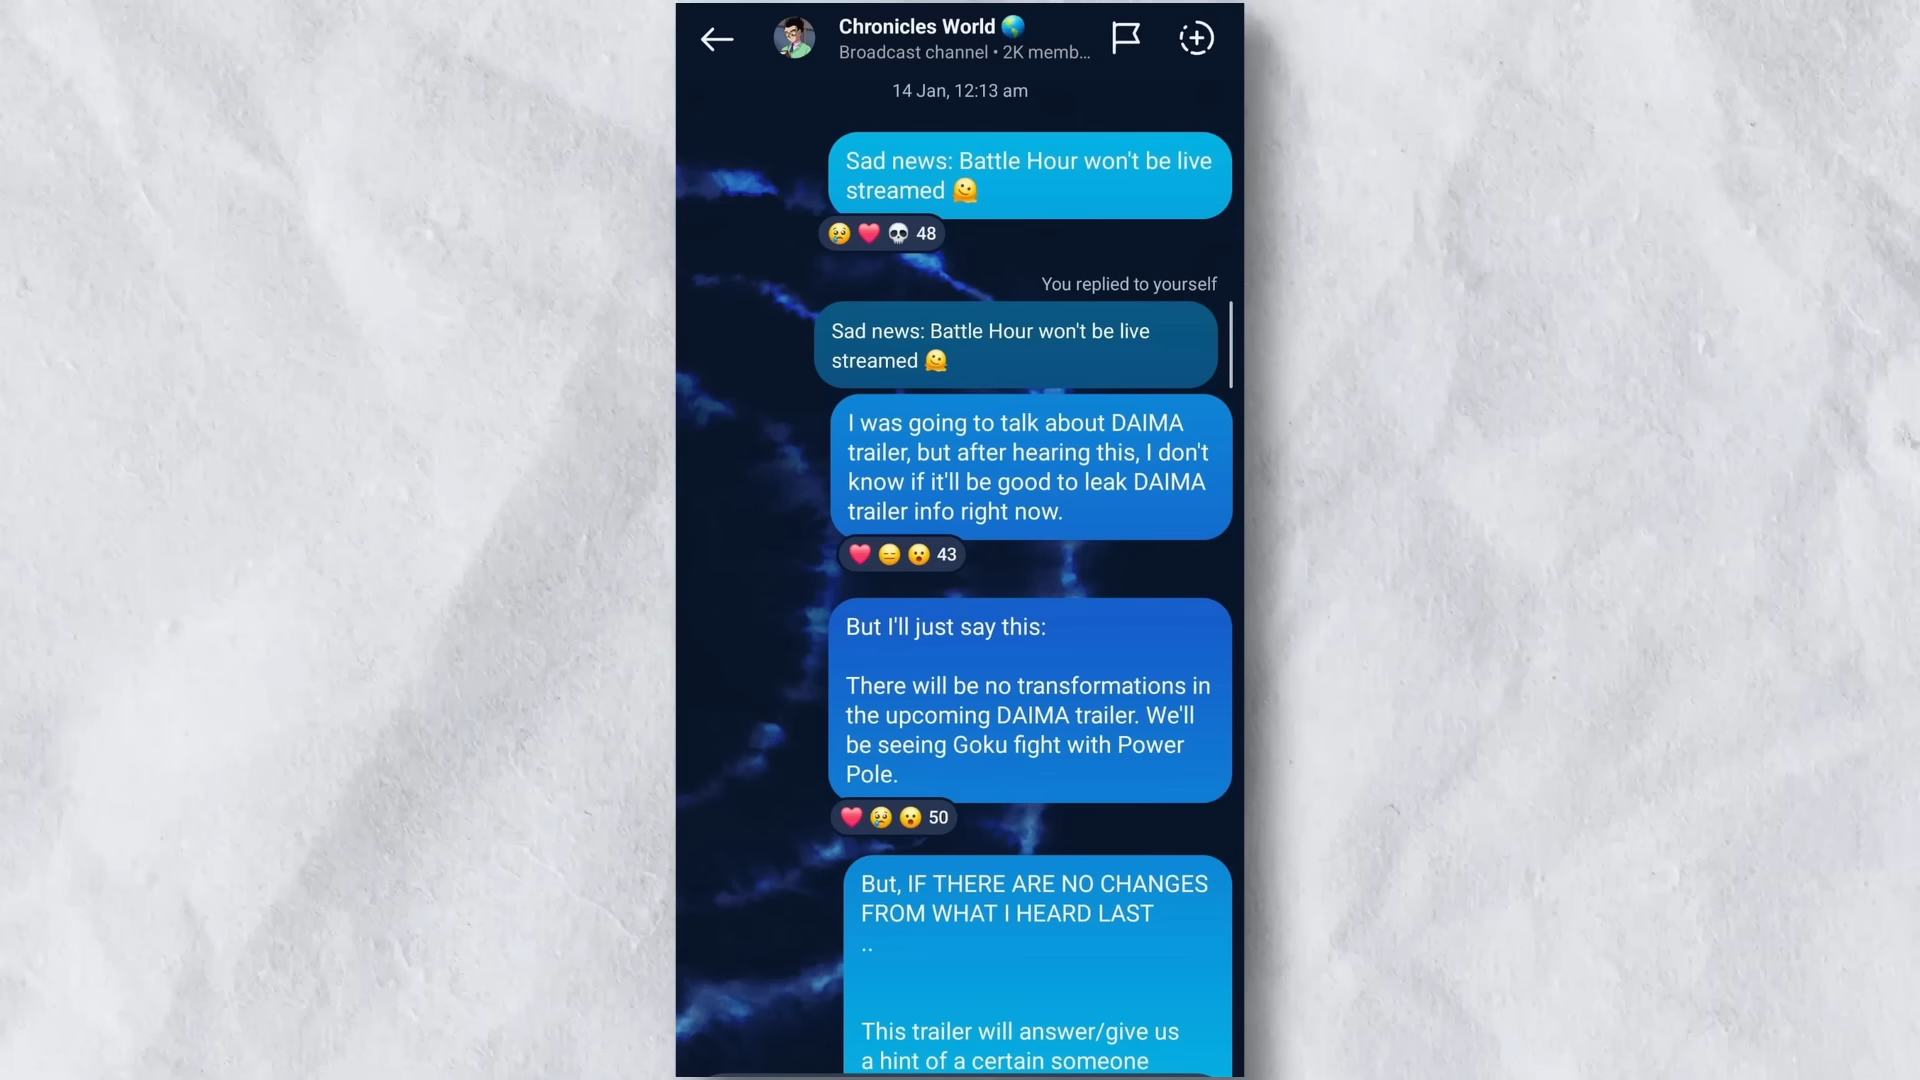 Chronicles World 🌎
Broadcast channel • 2K memb...
14 Jan, 12:13 am
Sad news: Battle Hour won't be live
streamed 🫠
😢 ❤️ 💀 48
You replied to yourself
Sad news: Battle Hour won't be live
streamed 🫠
I was going to talk about DAIMA
trailer, but after hearing this, I don't
know if it'll be good to leak DAIMA
trailer info right now.
❤️ 😑 😮 43
But I'll just say this:
There will be no transformations in
the upcoming DAIMA trailer. We'll
be seeing Goku fight with Power
Pole.
❤️ 😢 😮 50
But, IF THERE ARE NO CHANGES
FROM WHAT I HEARD LAST
..
This trailer will answer/give us
a hint of a certain someone